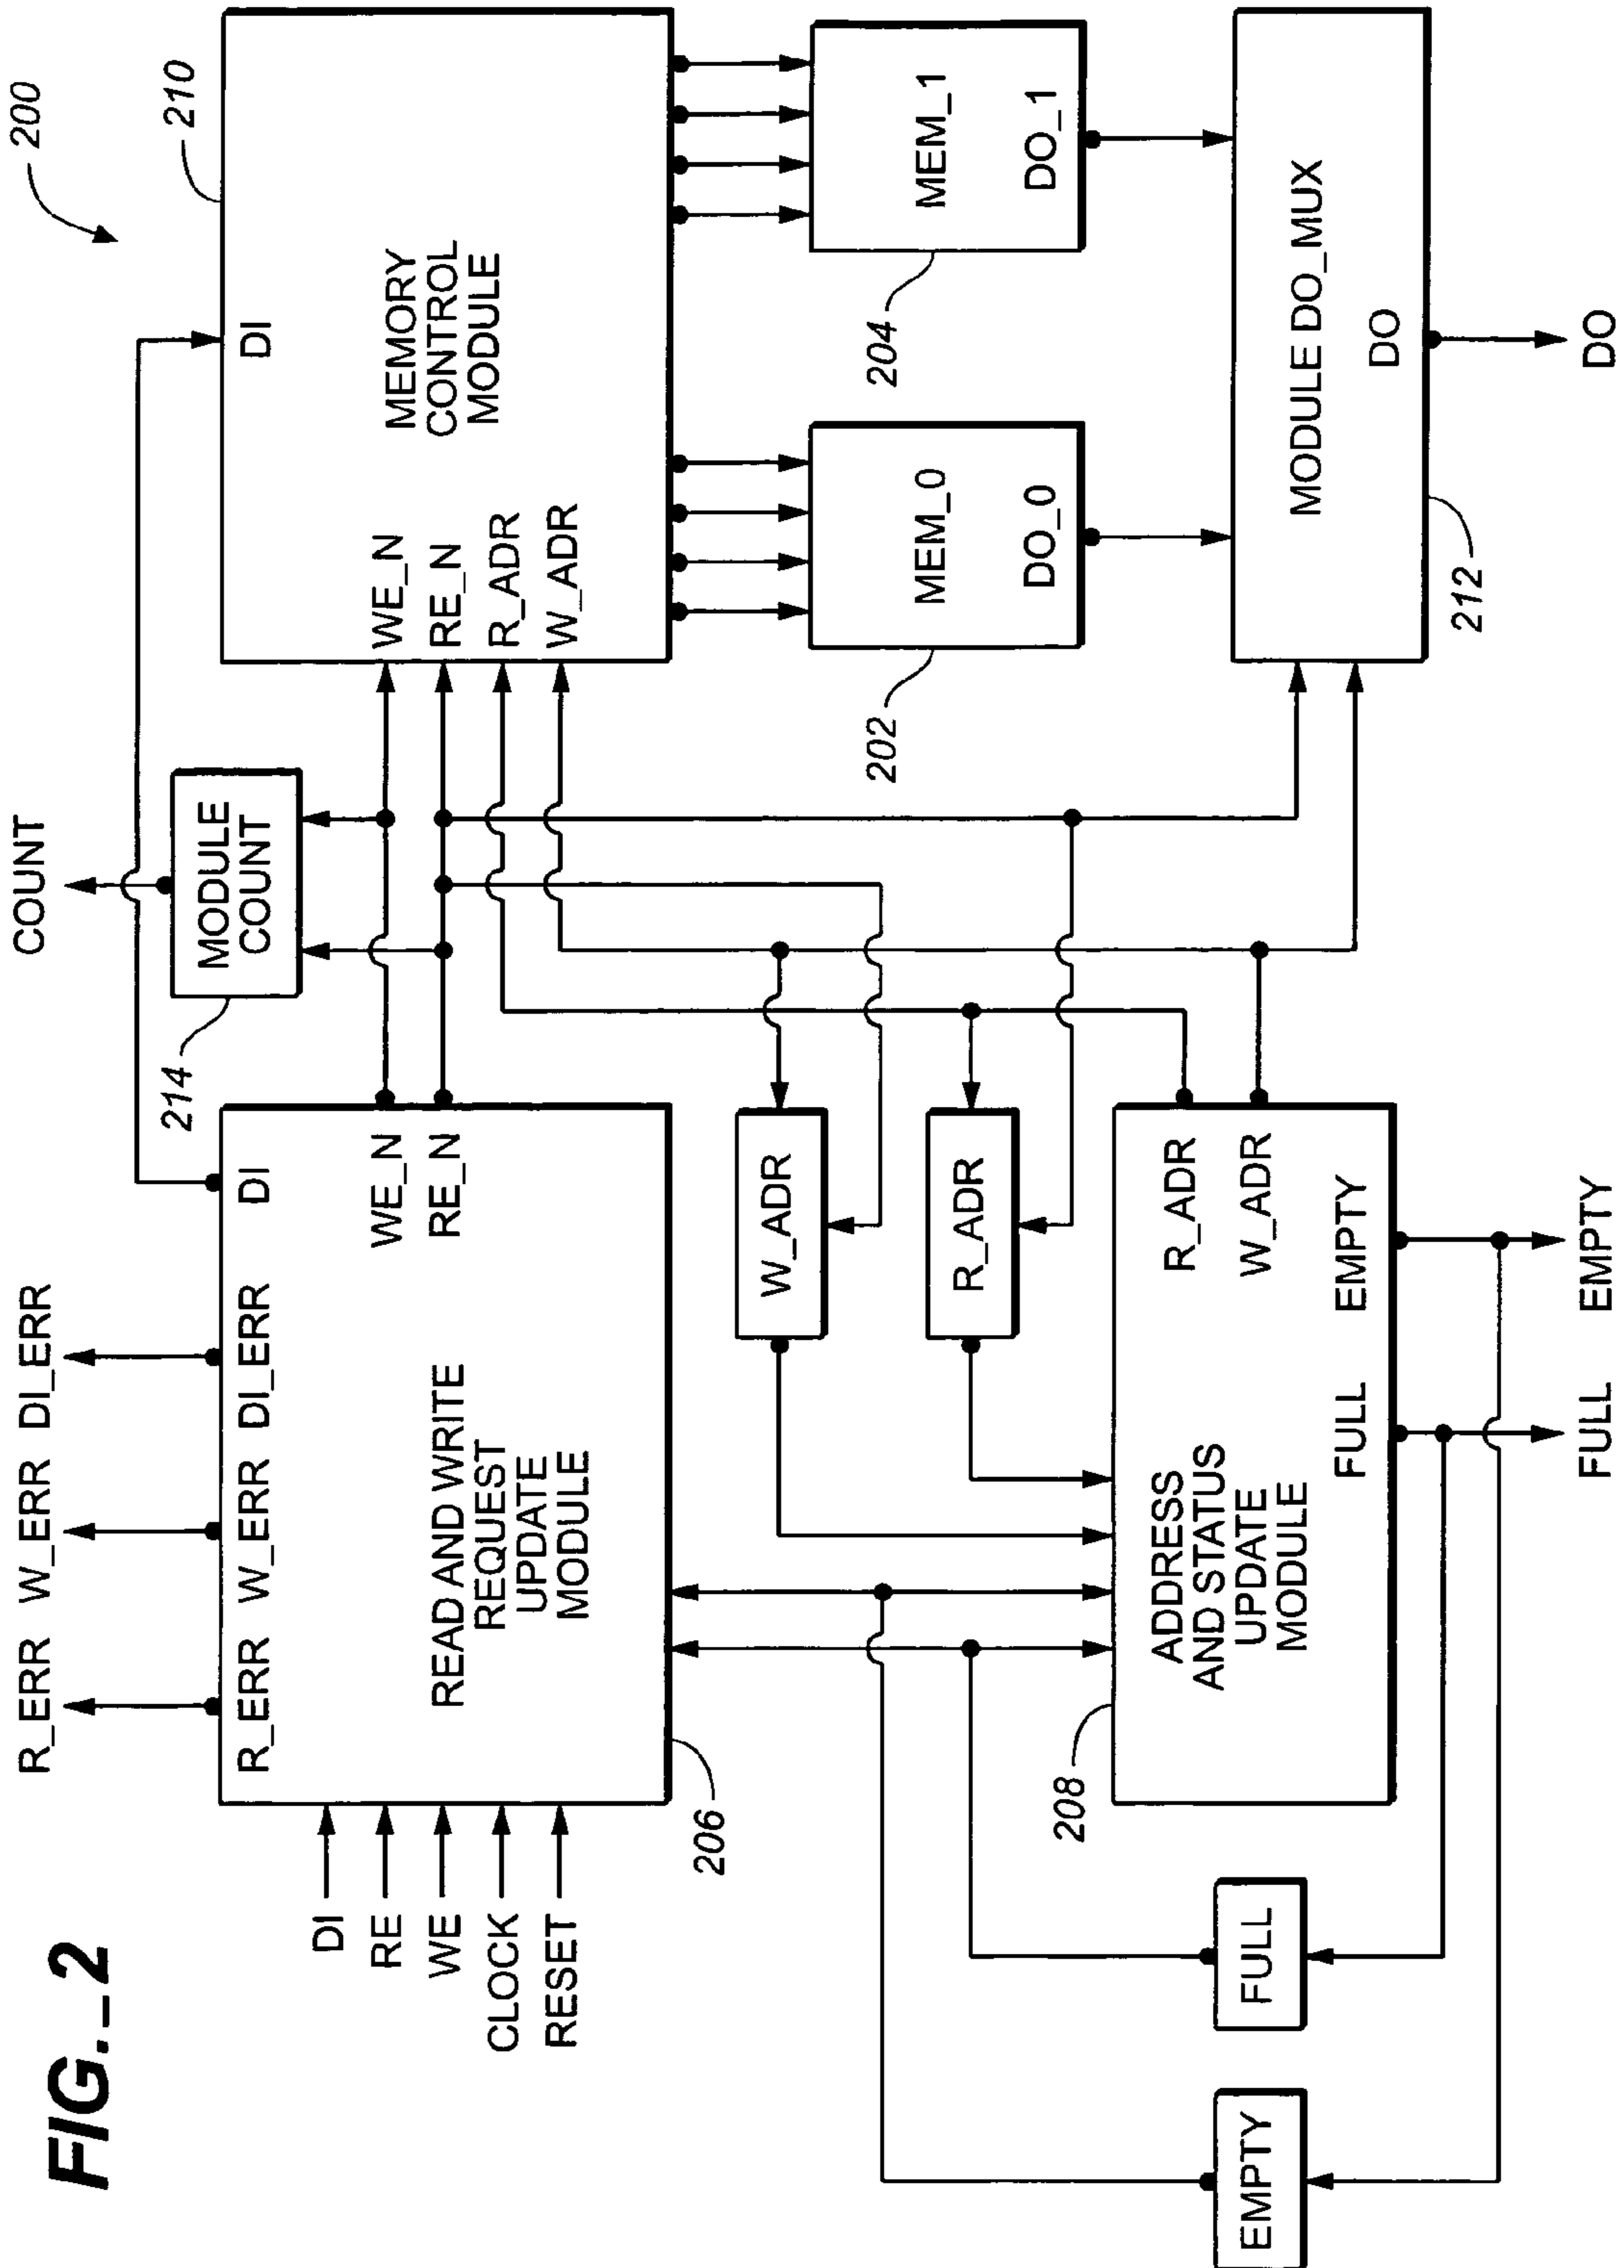 FIG._2
200
COUNT
R_ERR
W_ERR
DI_ERR
R_ERR
W_ERR
DI_ERR
DI
DI
RE
WE
CLOCK
RESET
READ AND WRITE
REQUEST
UPDATE
MODULE
WE_N
RE_N
206
214
MODULE
COUNT
210
DI
WE_N
RE_N
R_ADR
W_ADR
MEMORY
CONTROL
MODULE
W_ADR
R_ADR
202
MEM_0
DO_0
204
MEM_1
DO_1
208
ADDRESS
AND STATUS
UPDATE
MODULE
R_ADR
W_ADR
FULL
EMPTY
EMPTY
FULL
212
MODULE DO_MUX
DO
FULL
EMPTY
DO